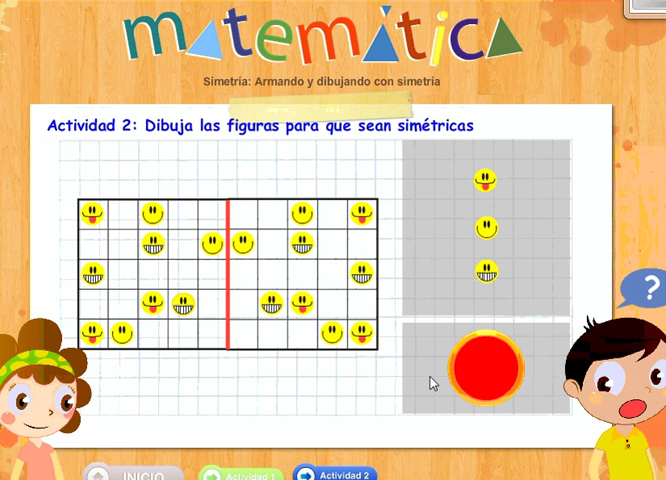 matemática
Simetría: Armando y dibujando con simetría
Actividad 2: Dibuja las figuras para que sean simétricas
?
INICIO
Actividad 1
Actividad 2